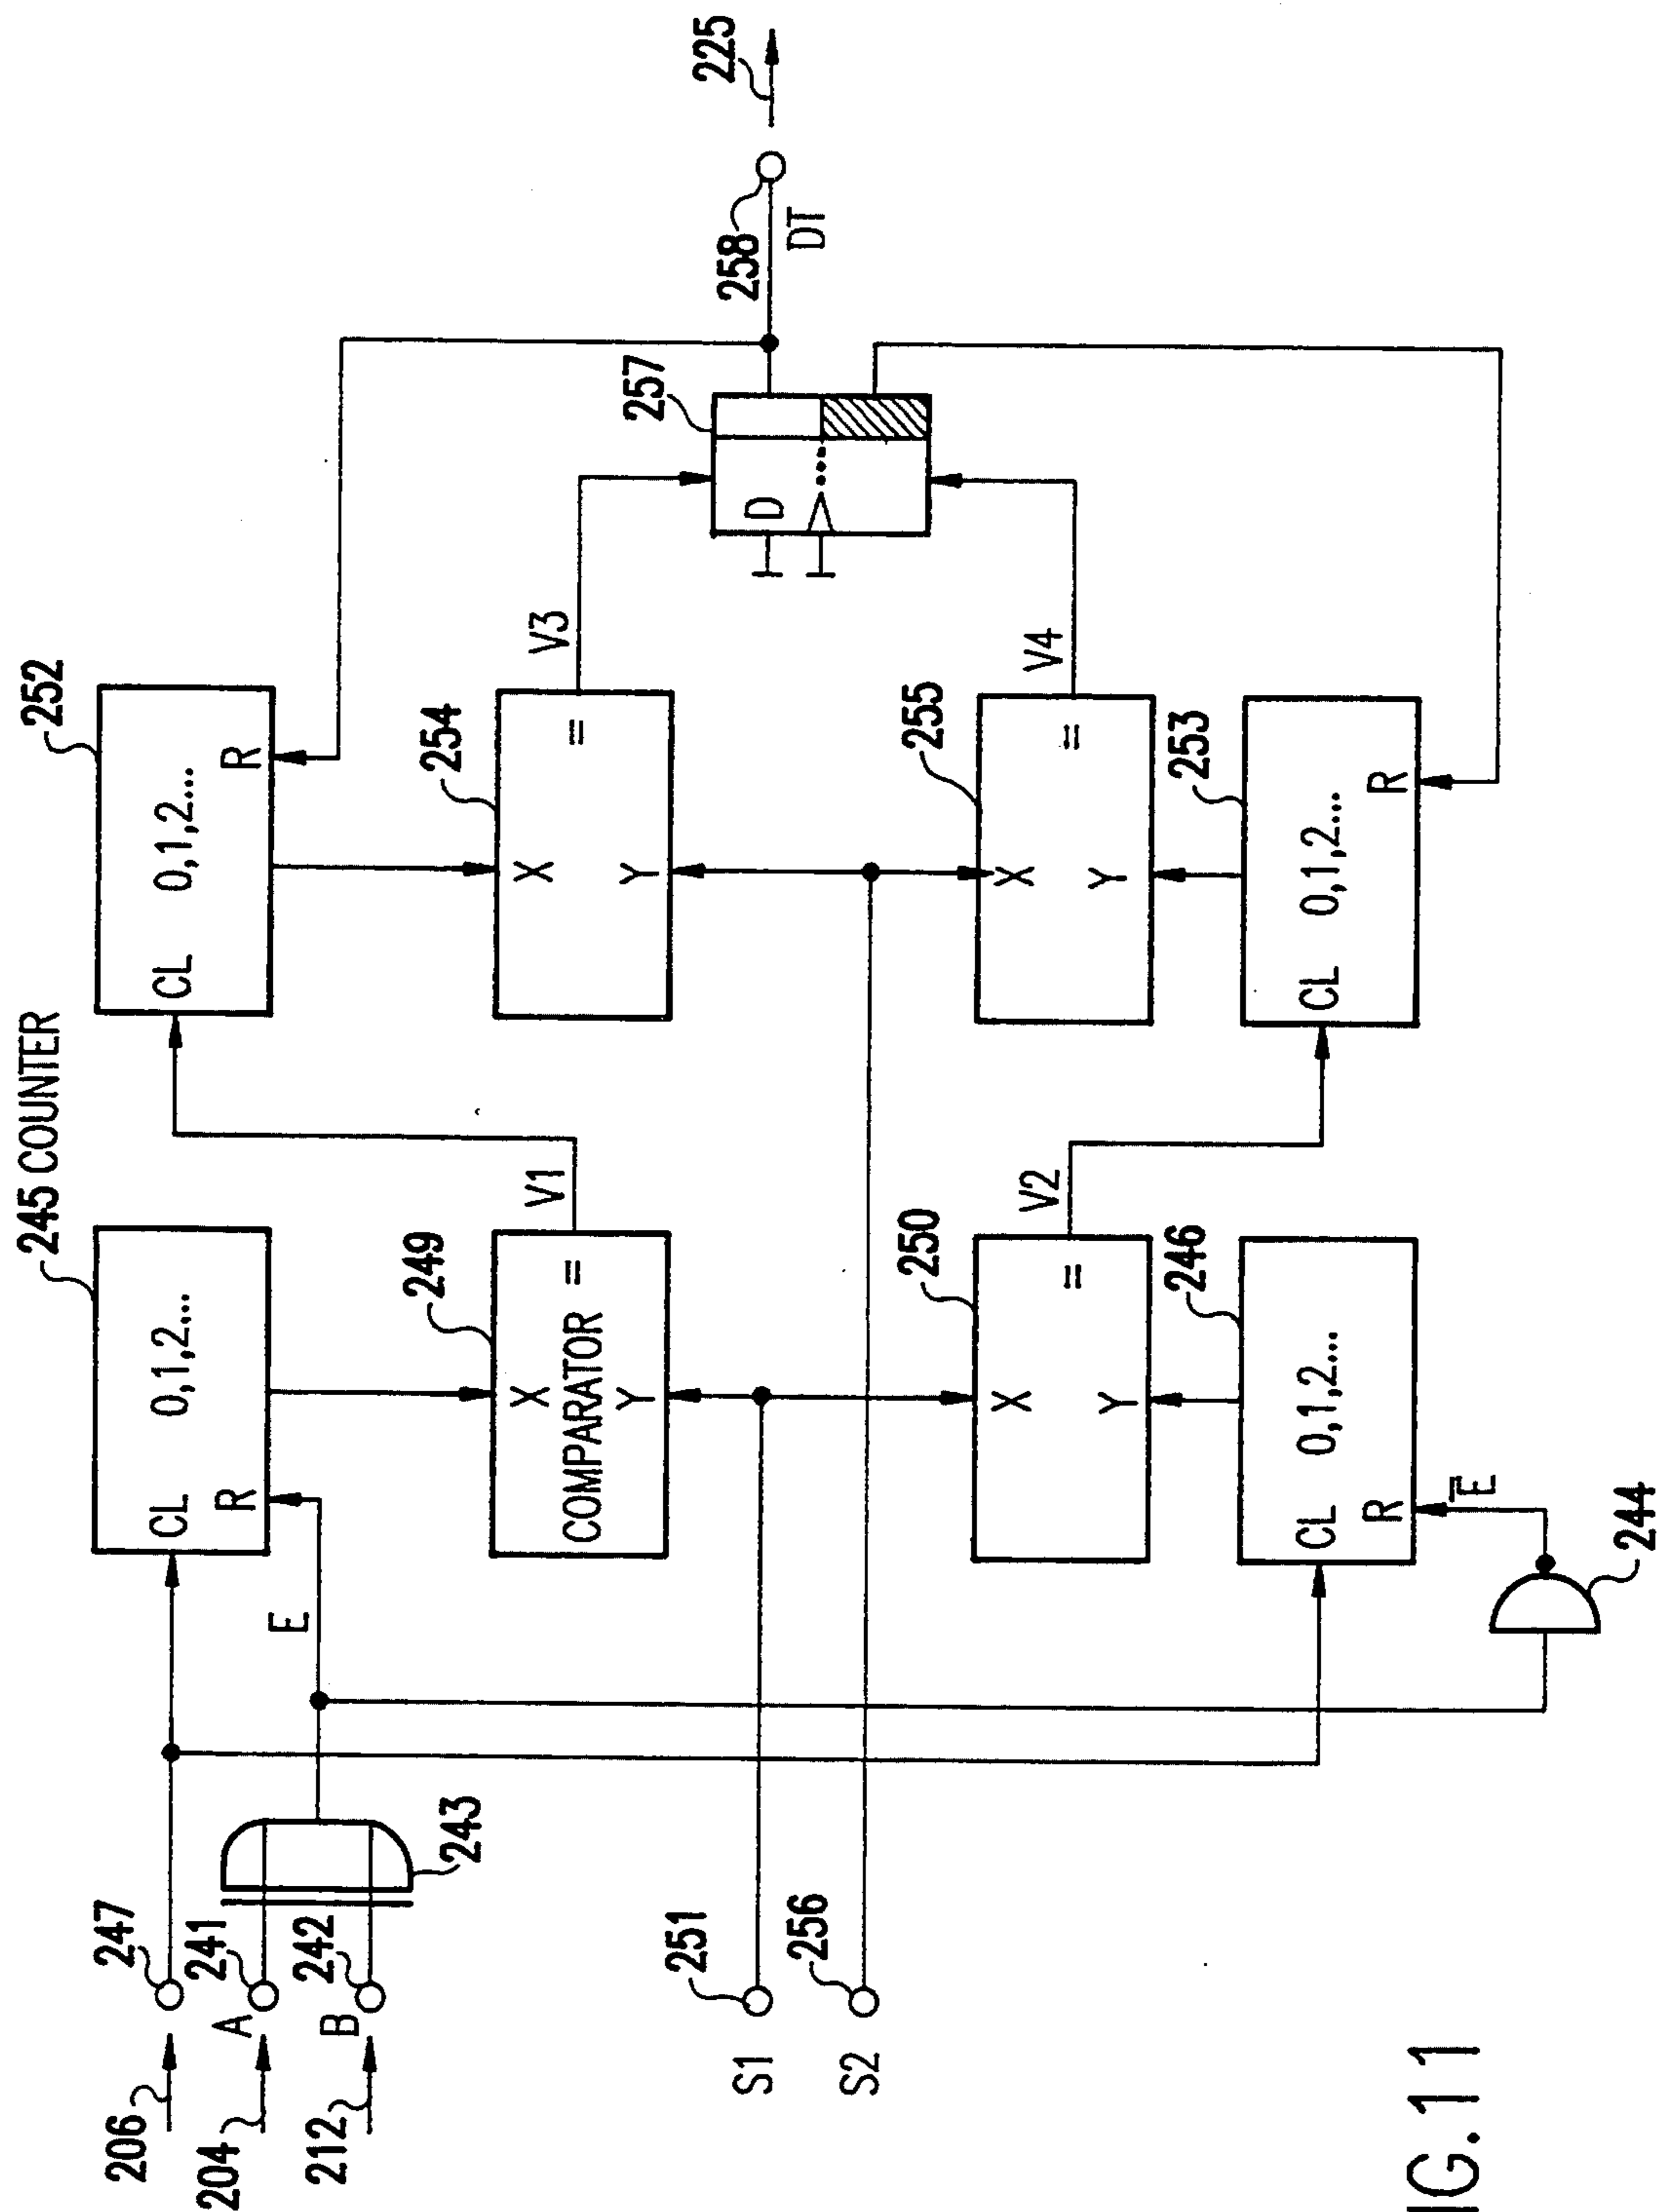 206
247
204
A
241
212
B
242
243
E
245 COUNTER
CL 0,1,2...
R
249
X
COMPARATOR =
Y
V1
252
CL 0,1,2...
R
254
X
=
Y
V3
257
D
258
DT
225
S1
251
S2
256
250
X
=
Y
V2
246
CL 0,1,2...
R
E
244
255
X
=
Y
V4
253
CL 0,1,2...
R
IG.11